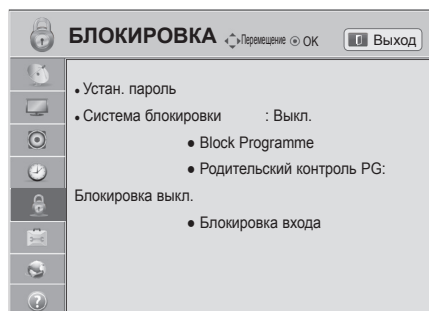 БЛОКИРОВКА Перемещение OK Выход
• Устан. пароль
• Система блокировки : Выкл.
● Block Programme
● Родительский контроль PG:
Блокировка выкл.
● Блокировка входа